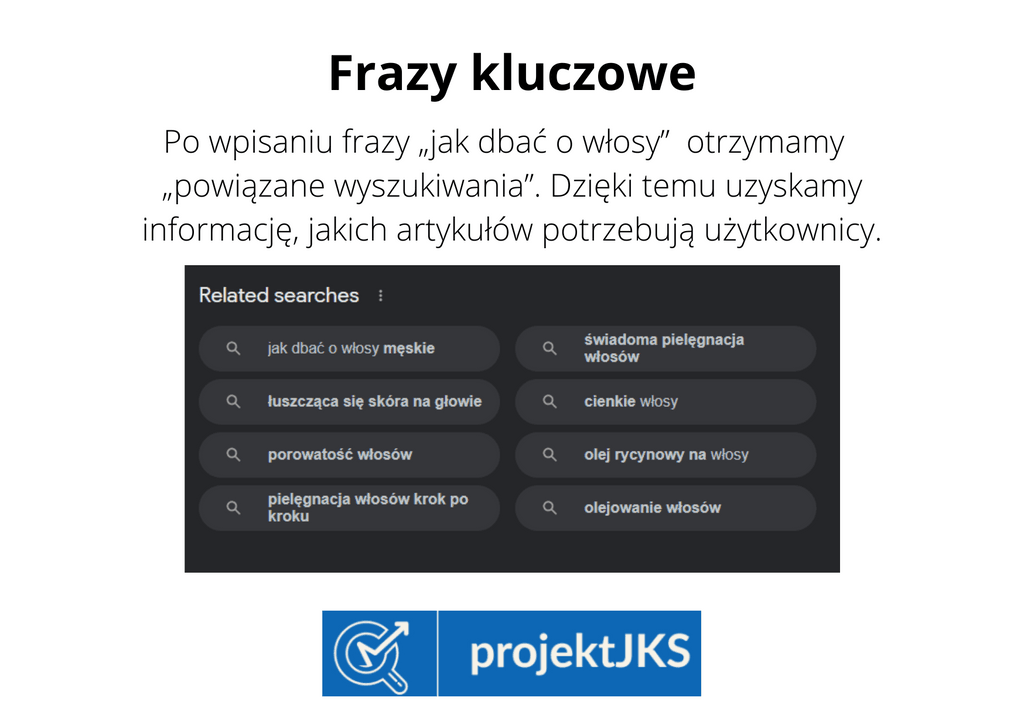 Frazy kluczowe
Po wpisaniu frazy „jak dbać o włosy” otrzymamy
„powiązane wyszukiwania”. Dzięki temu uzyskamy
informację, jakich artykułów potrzebują użytkownicy.
Related searches
jak dbać o włosy męskie
świadoma pielęgnacja
włosów
łuszcząca się skóra na głowie
cienkie włosy
porowatość włosów
olej rycynowy na włosy
pielęgnacja włosów krok po
kroku
olejowanie włosów
projektJKS